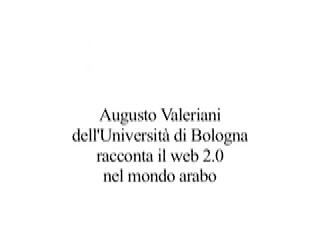 Augusto Valeriani
dell'Università di Bologna
racconta il web 2.0
nel mondo arabo